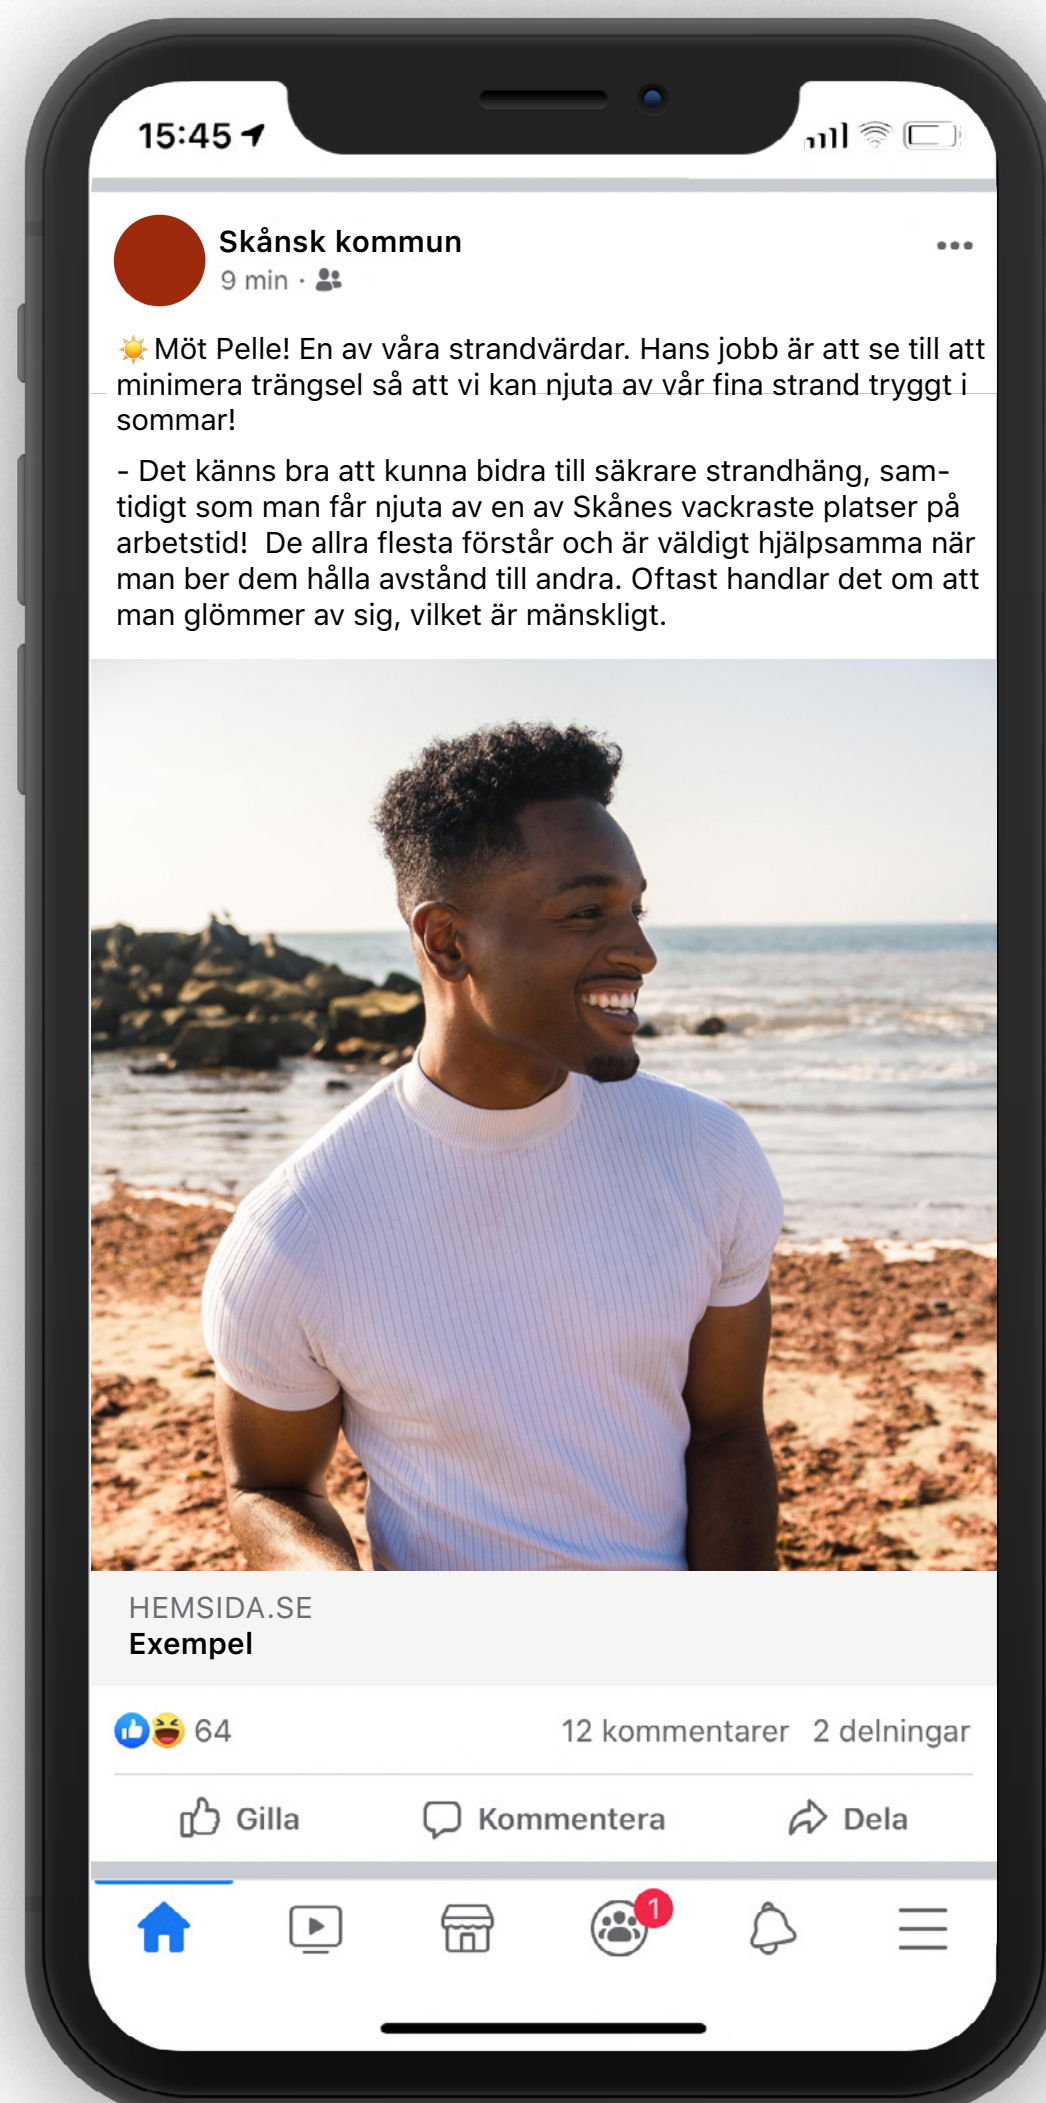 15:45
Skånsk kommun
9 min ·
☀️ Möt Pelle! En av våra strandvärdar. Hans jobb är att se till att
minimera trängsel så att vi kan njuta av vår fina strand tryggt i
sommar!
- Det känns bra att kunna bidra till säkrare strandhäng, sam-
tidigt som man får njuta av en av Skånes vackraste platser på
arbetstid!  De allra flesta förstår och är väldigt hjälpsamma när
man ber dem hålla avstånd till andra. Oftast handlar det om att
man glömmer av sig, vilket är mänskligt.
HEMSIDA.SE
Exempel
64 12 kommentarer 2 delningar
Gilla Kommentera Dela
1